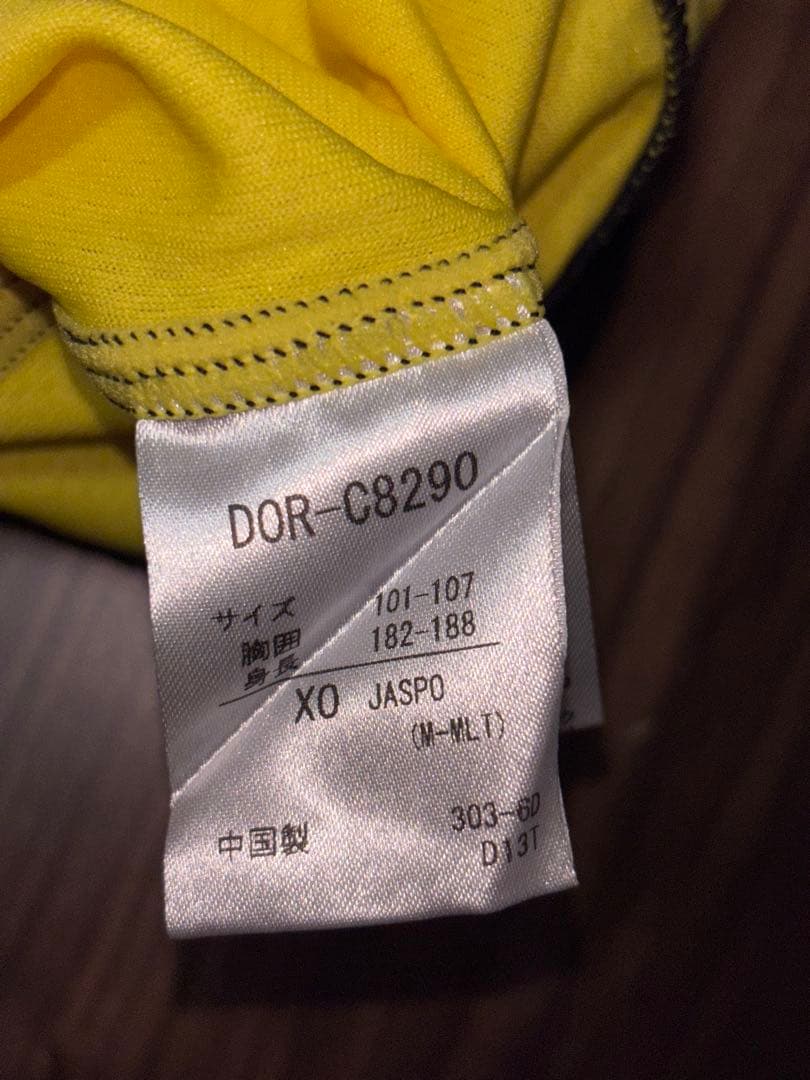 DOR-C8290
サイズ
胸囲 101-107
身長 182-188
XO JASPO
(M-MLT)
303-6D
中国製 D13T